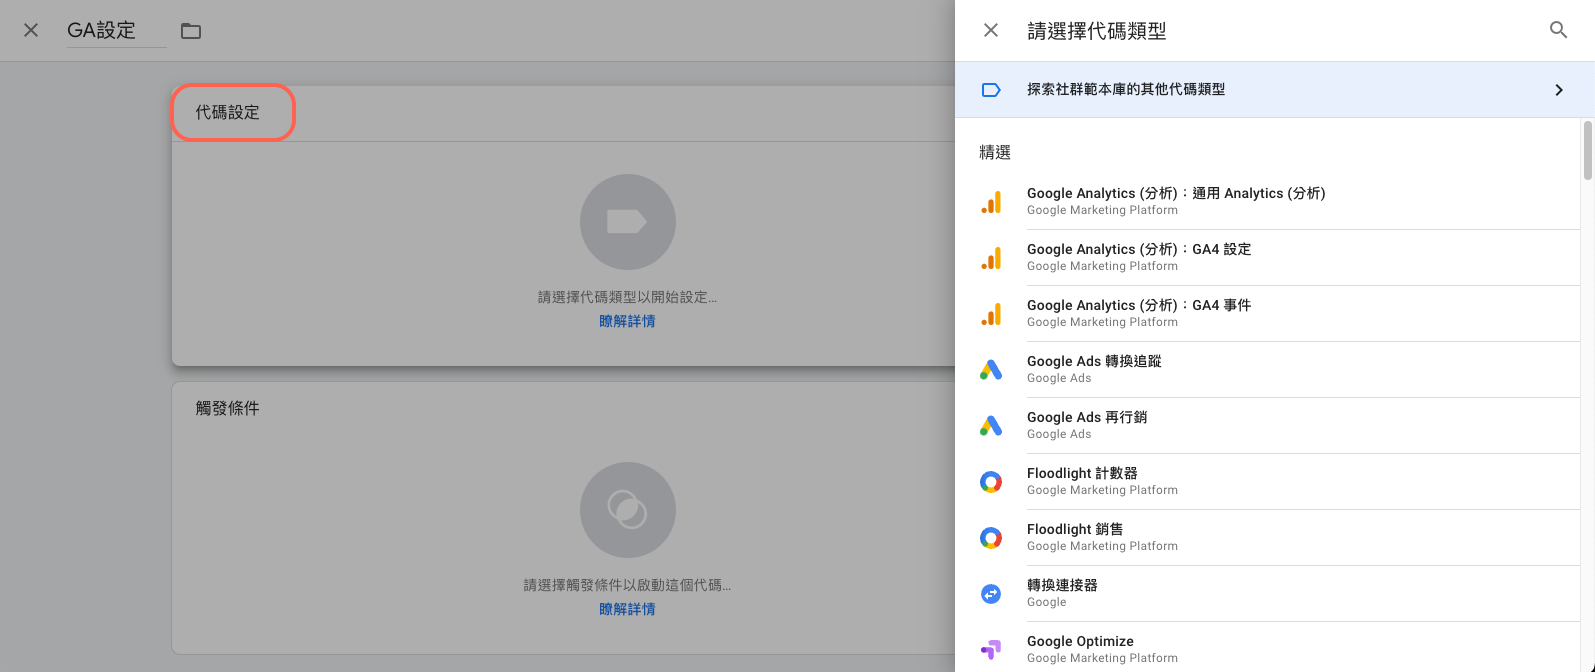 GA設定
代碼設定
請選擇代碼類型以開始設定...
瞭解詳情
觸發條件
請選擇觸發條件以啟動這個代碼...
瞭解詳情
請選擇代碼類型
探索社群範本庫的其他代碼類型
精選
Google Analytics (分析)：通用 Analytics (分析)
Google Marketing Platform
Google Analytics (分析)：GA4 設定
Google Marketing Platform
Google Analytics (分析)：GA4 事件
Google Marketing Platform
Google Ads 轉換追蹤
Google Ads
Google Ads 再行銷
Google Ads
Floodlight 計數器
Google Marketing Platform
Floodlight 銷售
Google Marketing Platform
轉換連接器
Google
Google Optimize
Google Marketing Platform